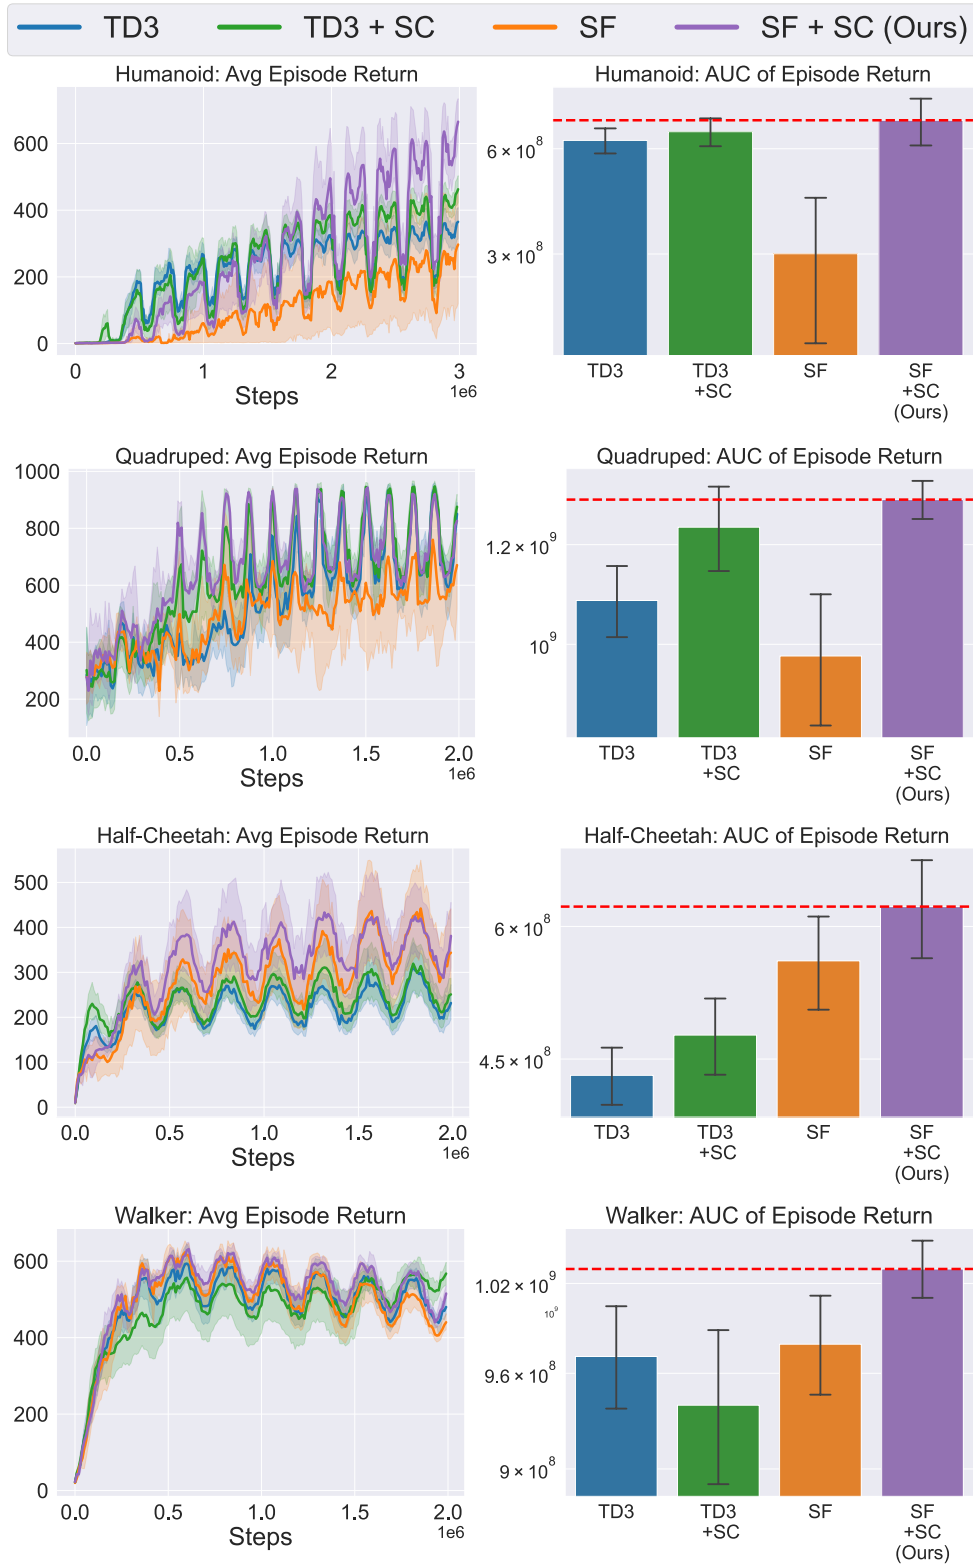 TD3 TD3 + SC SF SF + SC (Ours)
Humanoid: Avg Episode Return
600
400
200
0
0 1 2 3
1e6
Steps
Humanoid: AUC of Episode Return
6 × 10⁸
3 × 10⁸
TD3 TD3 SF SF
+SC +SC
(Ours)
Quadruped: Avg Episode Return
1000
800
600
400
200
0.0 0.5 1.0 1.5 2.0
1e6
Steps
Quadruped: AUC of Episode Return
1.2 × 10⁹
10⁹
TD3 TD3 SF SF
+SC +SC
(Ours)
Half-Cheetah: Avg Episode Return
500
400
300
200
100
0
0.0 0.5 1.0 1.5 2.0
1e6
Steps
Half-Cheetah: AUC of Episode Return
6 × 10⁸
4.5 × 10⁸
TD3 TD3 SF SF
+SC +SC
(Ours)
Walker: Avg Episode Return
600
400
200
0
0.0 0.5 1.0 1.5 2.0
1e6
Steps
Walker: AUC of Episode Return
1.02 × 10⁹
10⁹
9.6 × 10⁸
9 × 10⁸
TD3 TD3 SF SF
+SC +SC
(Ours)